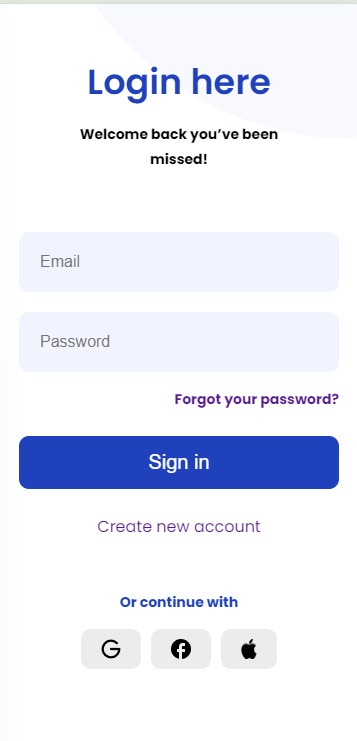 Login here
Welcome back you’ve been
missed!
Email
Password
Forgot your password?
Sign in
Create new account
Or continue with